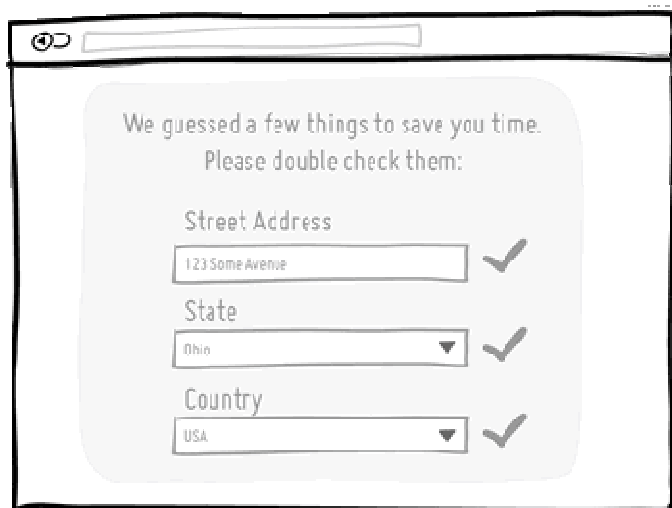 We guessed a few things to save you time.
Please double check them:
Street Address
123 Some Avenue
State
Ohio
Country
USA